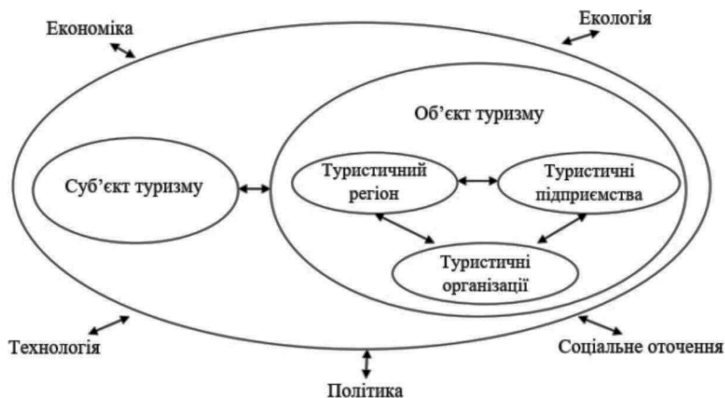 Економіка
Екологія
Об’єкт туризму
Суб’єкт туризму
Туристичний
регіон
Туристичні
підприємства
Туристичні
організації
Технологія
Соціальне оточення
Політика